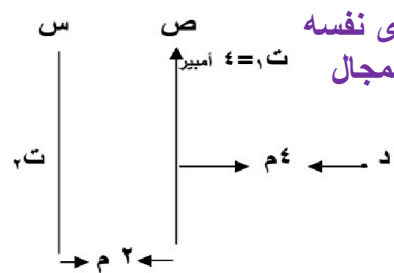 ى نفسه
مجال
ص س
ت١=٤ أمبير
د ٤م ت٢
٢ م